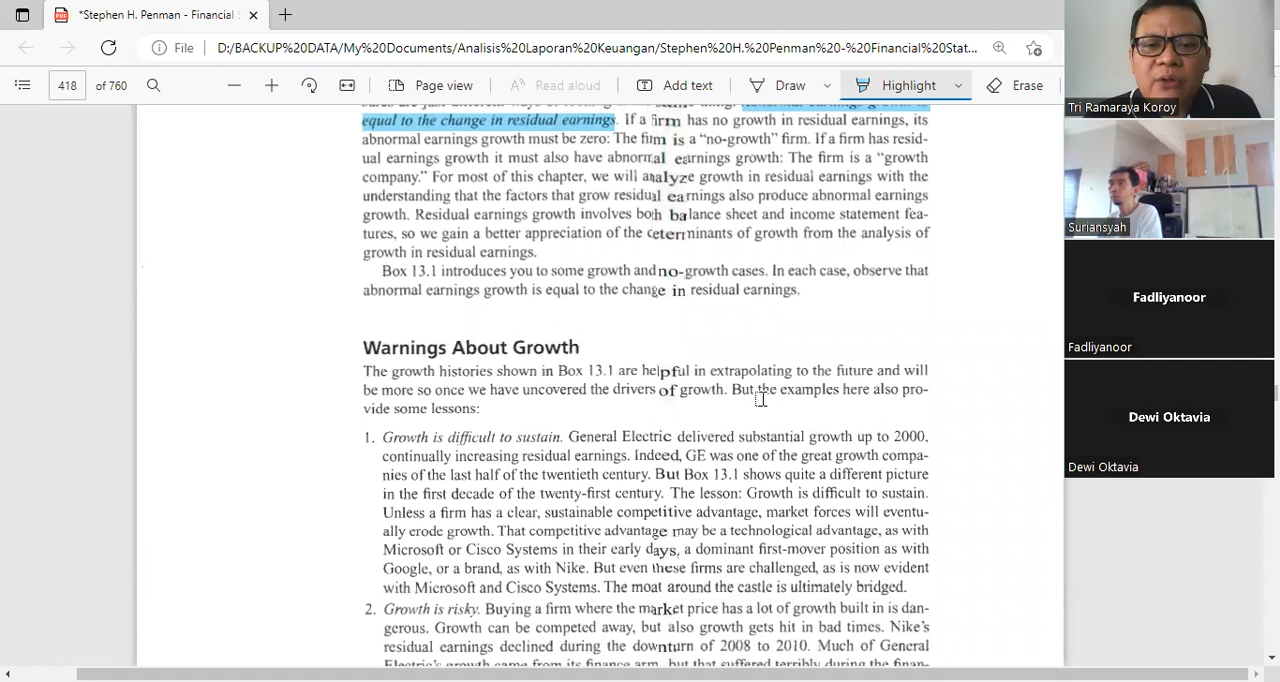 *Stephen H. Penman - Financial S
File
D:/BACKUP%20DATA/My%20Documents/Analysis%20Laporan%20Keuangan/Stephen%20H.%20Penman%20-%20Financial%20Stat...
418
of 760
Page view
Read aloud
Add text
Draw
Highlight
Erase
equal to the change in residual earnings. If a firm has no growth in residual earnings, its
abnormal earnings growth must be zero: The firm is a “no-growth” firm. If a firm has resid-
ual earnings growth it must also have abnormal earnings growth: The firm is a “growth
company.” For most of this chapter, we will analyze growth in residual earnings with the
understanding that the factors that grow residual earnings also produce abnormal earnings
growth. Residual earnings growth involves both balance sheet and income statement fea-
tures, so we gain a better appreciation of the determinants of growth from the analysis of
growth in residual earnings.
Box 13.1 introduces you to some growth and no-growth cases. In each case, observe that
abnormal earnings growth is equal to the change in residual earnings.
Warnings About Growth
The growth histories shown in Box 13.1 are helpful in extrapolating to the future and will
be more so once we have uncovered the drivers of growth. But the examples here also pro-
vide some lessons:
1. Growth is difficult to sustain. General Electric delivered substantial growth up to 2000,
continually increasing residual earnings. Indeed, GE was one of the great growth compa-
nies of the last half of the twentieth century. But Box 13.1 shows quite a different picture
in the first decade of the twenty-first century. The lesson: Growth is difficult to sustain.
Unless a firm has a clear, sustainable competitive advantage, market forces will eventu-
ally erode growth. That competitive advantage may be a technological advantage, as with
Microsoft or Cisco Systems in their early days, a dominant first-mover position as with
Google, or a brand, as with Nike. But even these firms are challenged, as is now evident
with Microsoft and Cisco Systems. The moat around the castle is ultimately bridged.
2. Growth is risky. Buying a firm where the market price has a lot of growth built in is dan-
gerous. Growth can be competed away, but also growth gets hit in bad times. Nike’s
residual earnings declined during the downturn of 2008 to 2010. Much of General
Electric’s growth came from its finance arm, but that suffered terribly during the finan-
Tri Ramaraya Koroy
Suriansyah
Fadliyanoor
Fadliyanoor
Dewi Oktavia
Dewi Oktavia